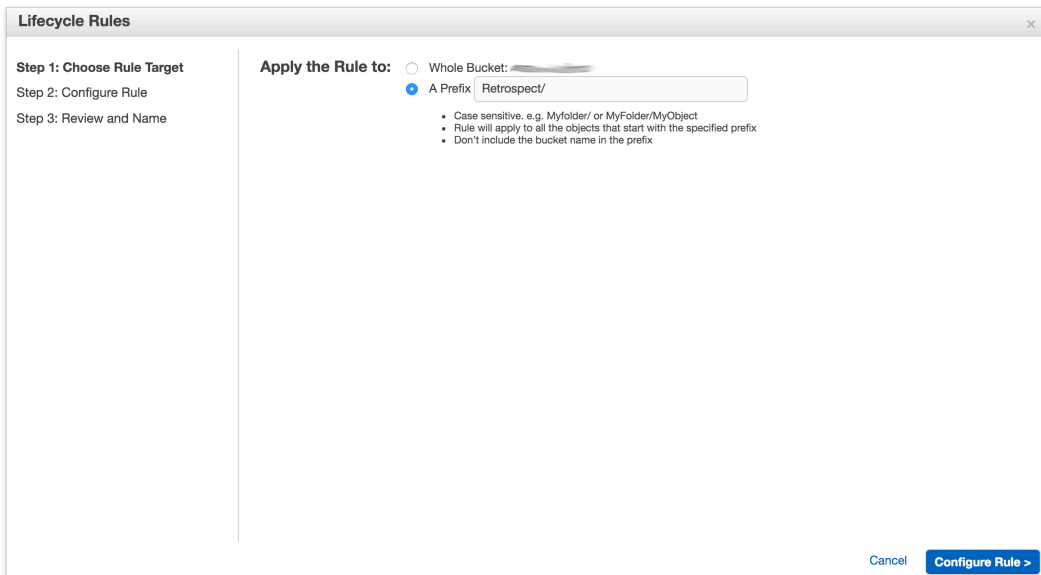 Lifecycle Rules
×
Step 1: Choose Rule Target
Step 2: Configure Rule
Step 3: Review and Name
Apply the Rule to:
Whole Bucket:
A Prefix Retrospect/
• Case sensitive. e.g. Myfolder/ or MyFolder/MyObject
• Rule will apply to all the objects that start with the specified prefix
• Don't include the bucket name in the prefix
Cancel
Configure Rule >